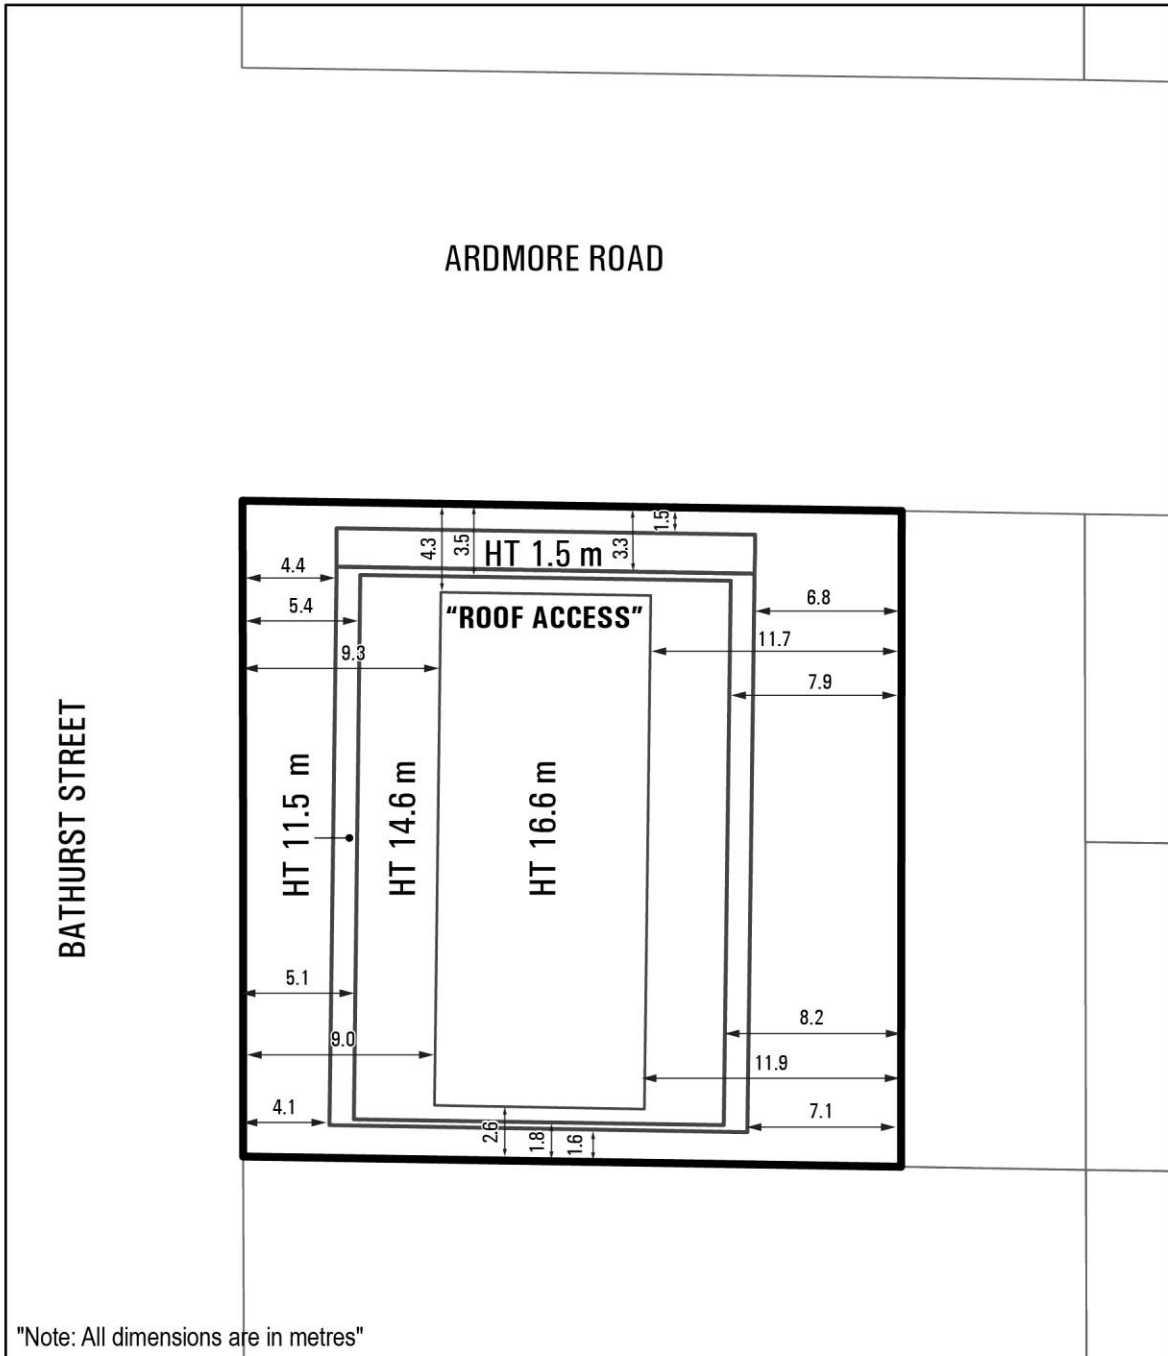 ARDMORE ROAD
1.5
4.3
3.5
HT 1.5 m
3.3
4.4
5.4
"ROOF ACCESS"
6.8
9.3
11.7
7.9
BATHURST STREET
HT 11.5 m
HT 14.6 m
HT 16.6 m
5.1
8.2
9.0
11.9
4.1
7.1
2.6
1.8
1.6
"Note: All dimensions are in metres"